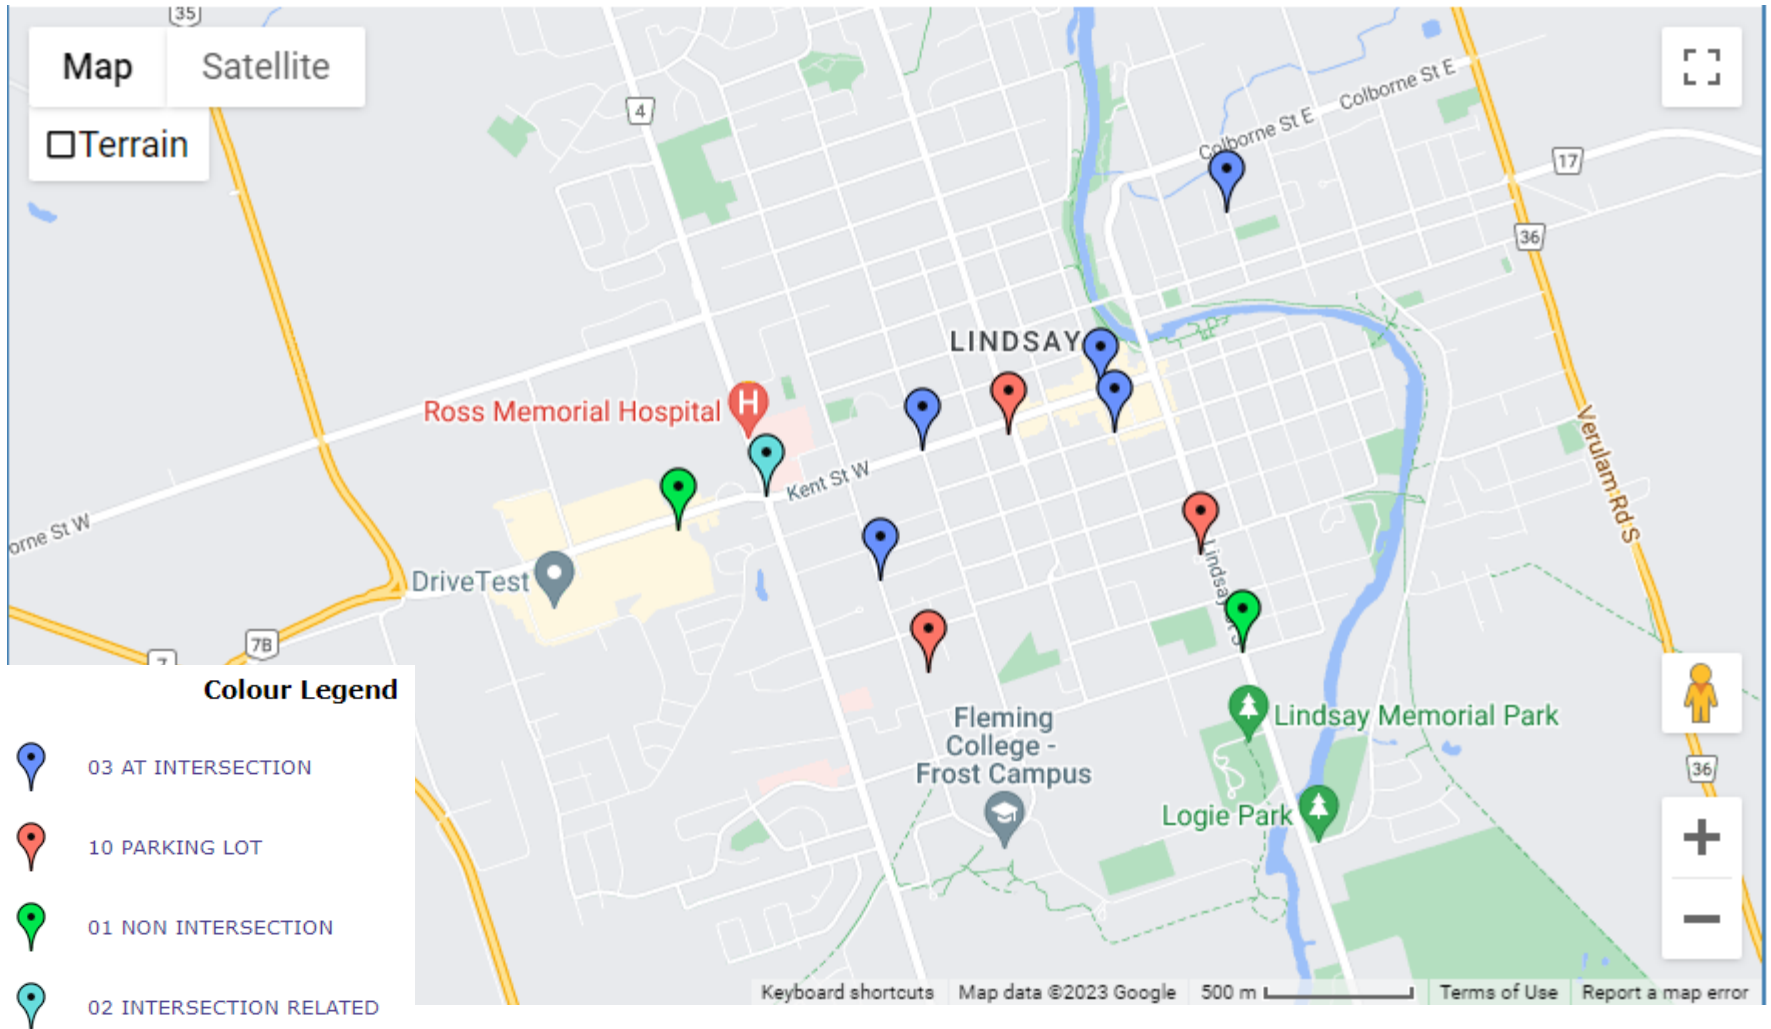 35
Map
Satellite
Terrain
4
Colborne St E
Colborne St E
17
36
LINDSAY
Ross Memorial Hospital
H
Kent St W
Verulam Rd S
orne St W
DriveTest
Lindsay St S
7B
7
Colour Legend
Fleming
College -
Frost Campus
Lindsay Memorial Park
36
Logie Park
03 AT INTERSECTION
10 PARKING LOT
01 NON INTERSECTION
02 INTERSECTION RELATED
Keyboard shortcuts
Map data ©2023 Google
500 m
Terms of Use
Report a map error